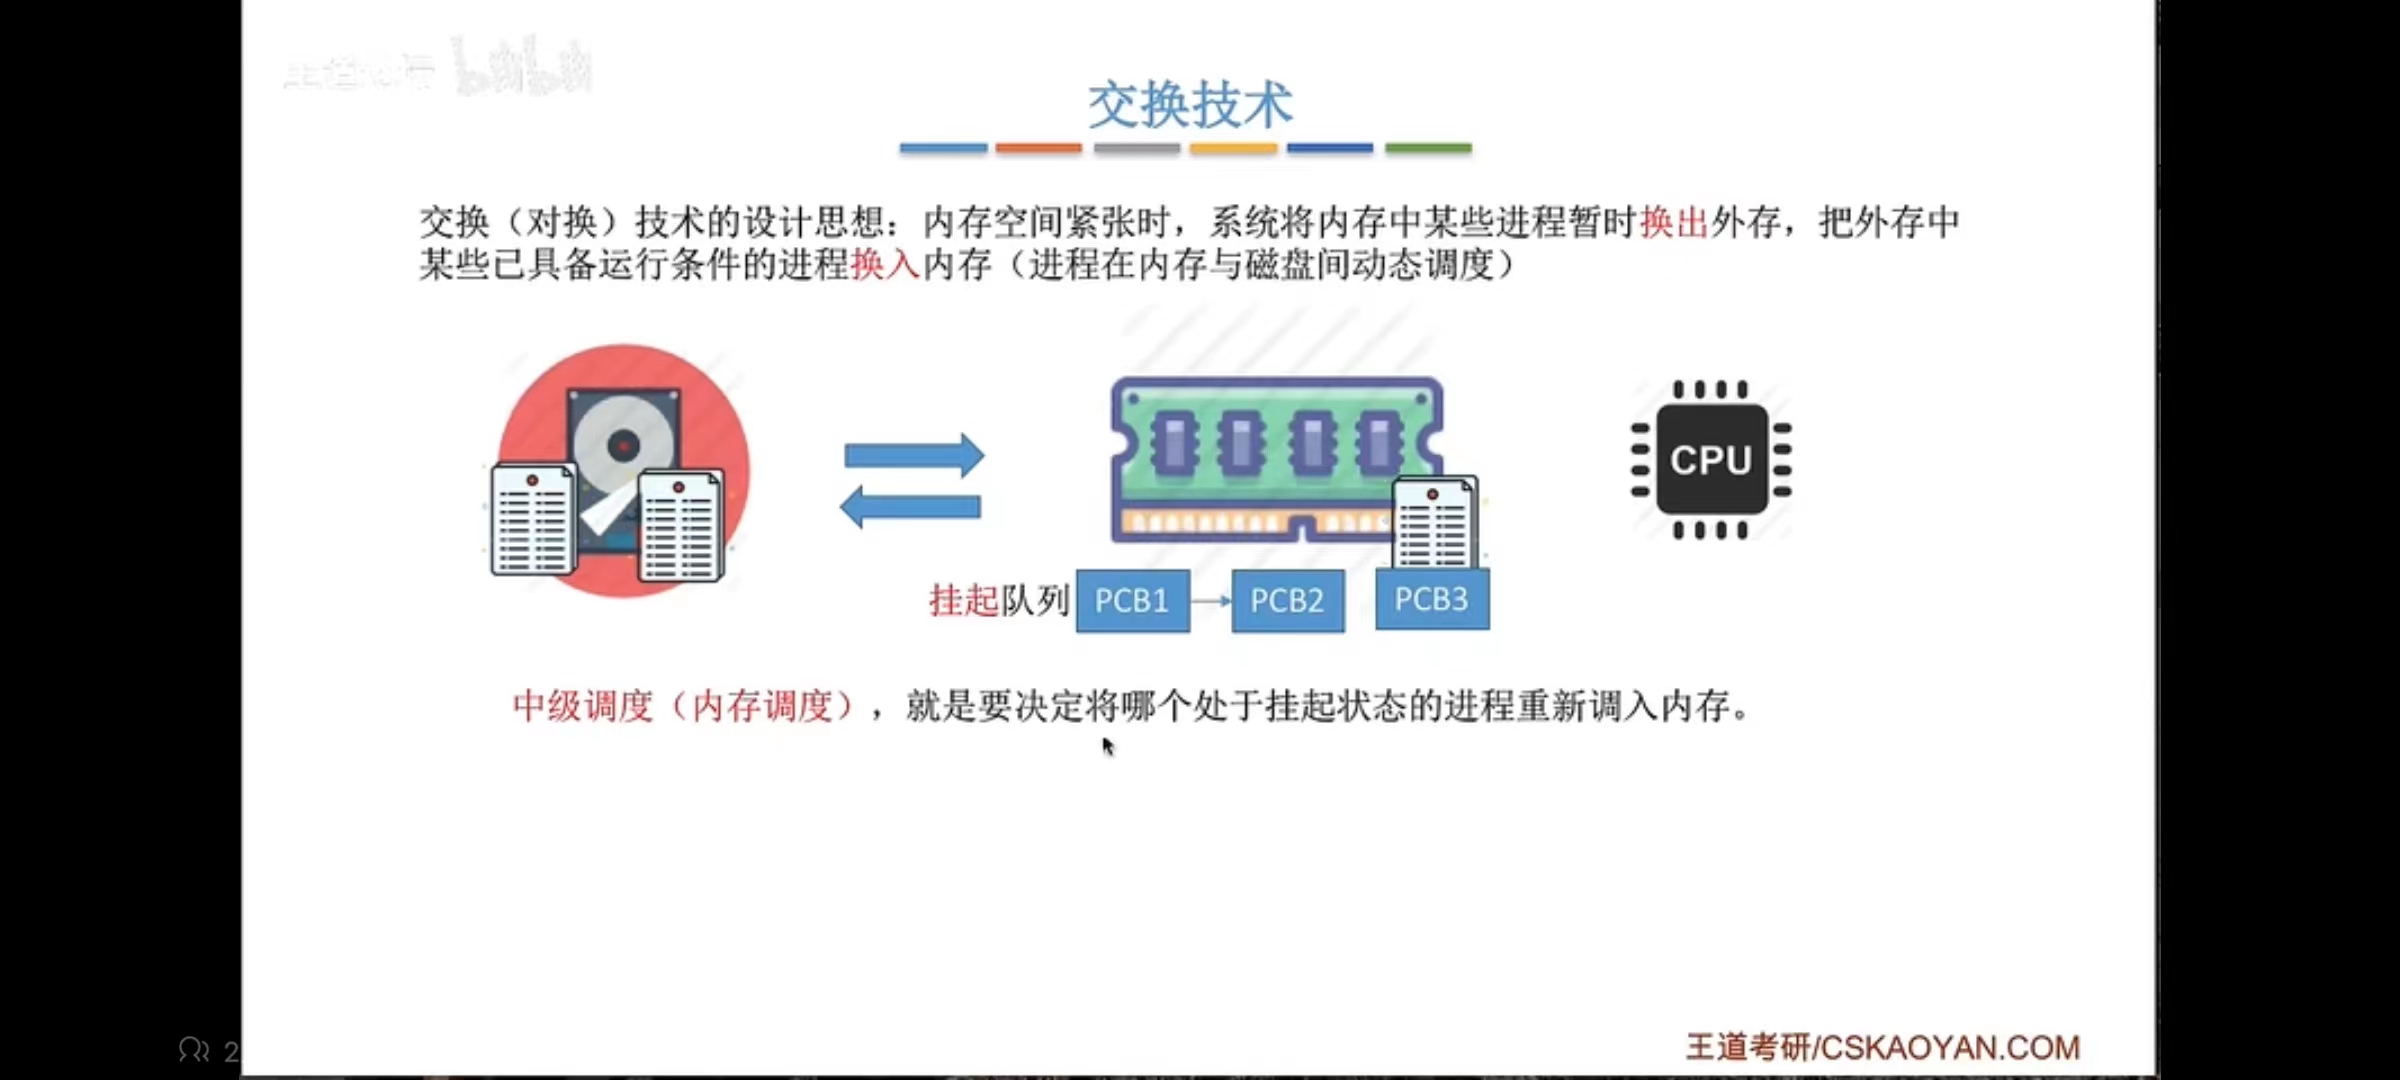 交换技术
交换（对换）技术的设计思想：内存空间紧张时，系统将内存中某些进程暂时换出外存，把外存中
某些已具备运行条件的进程换入内存（进程在内存与磁盘间动态调度）
CPU
挂起队列 PCB1 PCB2 PCB3
中级调度（内存调度），就是要决定将哪个处于挂起状态的进程重新调入内存。
王道考研/CSKAOYAN.COM
2